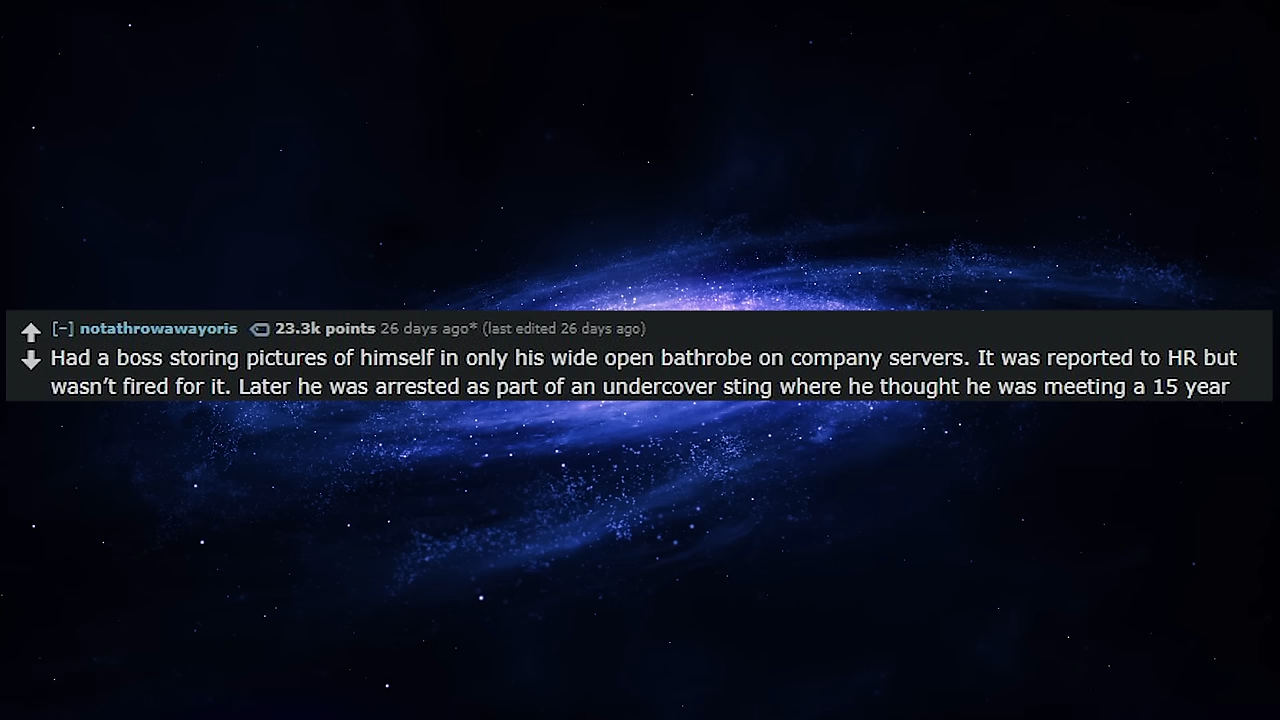 [−] notathrowawayoris 23.3k points 26 days ago* (last edited 26 days ago)
Had a boss storing pictures of himself in only his wide open bathrobe on company servers. It was reported to HR but
wasn’t fired for it. Later he was arrested as part of an undercover sting where he thought he was meeting a 15 year